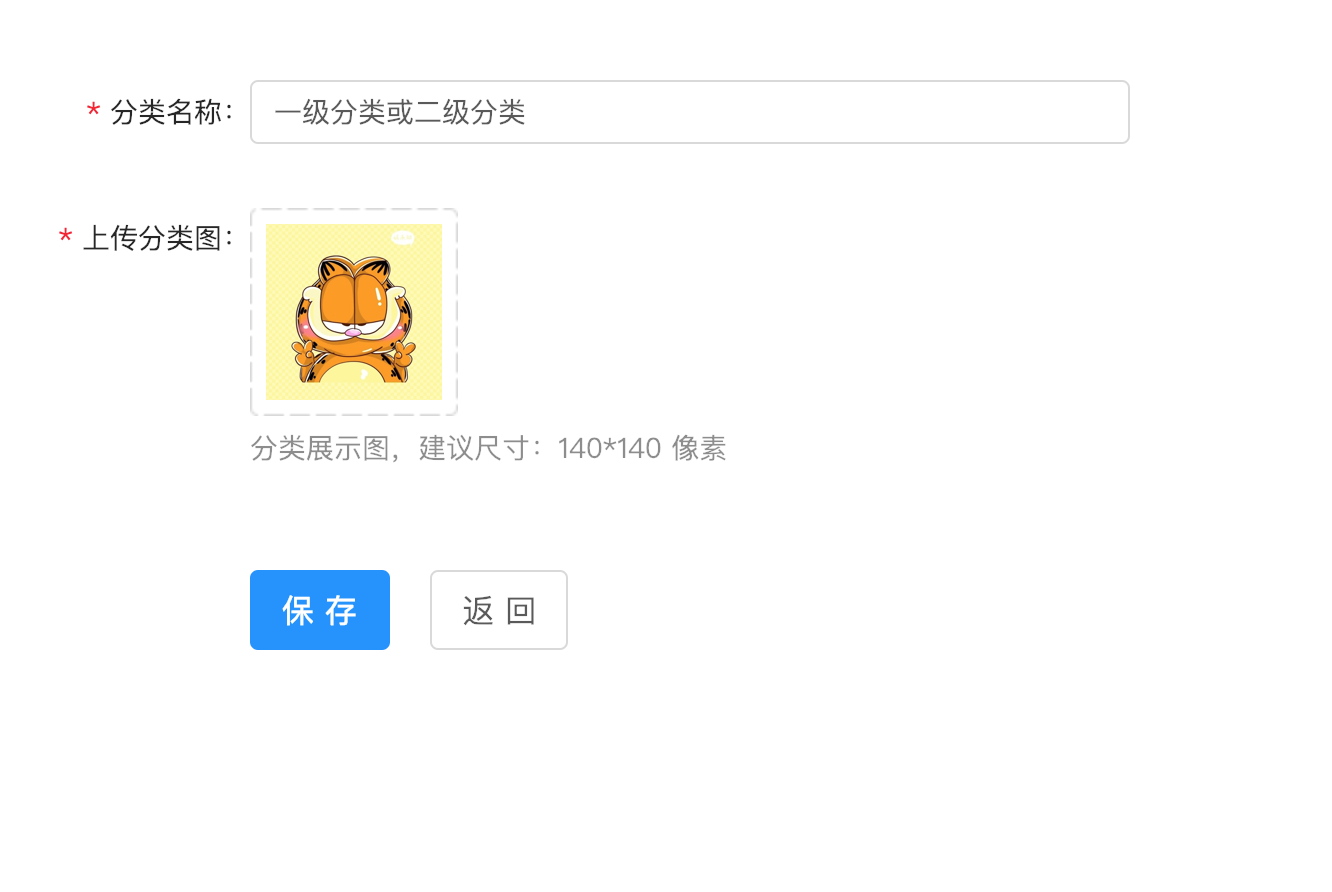 * 分类名称：
一级分类或二级分类
* 上传分类图：
分类展示图，建议尺寸：140*140 像素
保 存
返 回